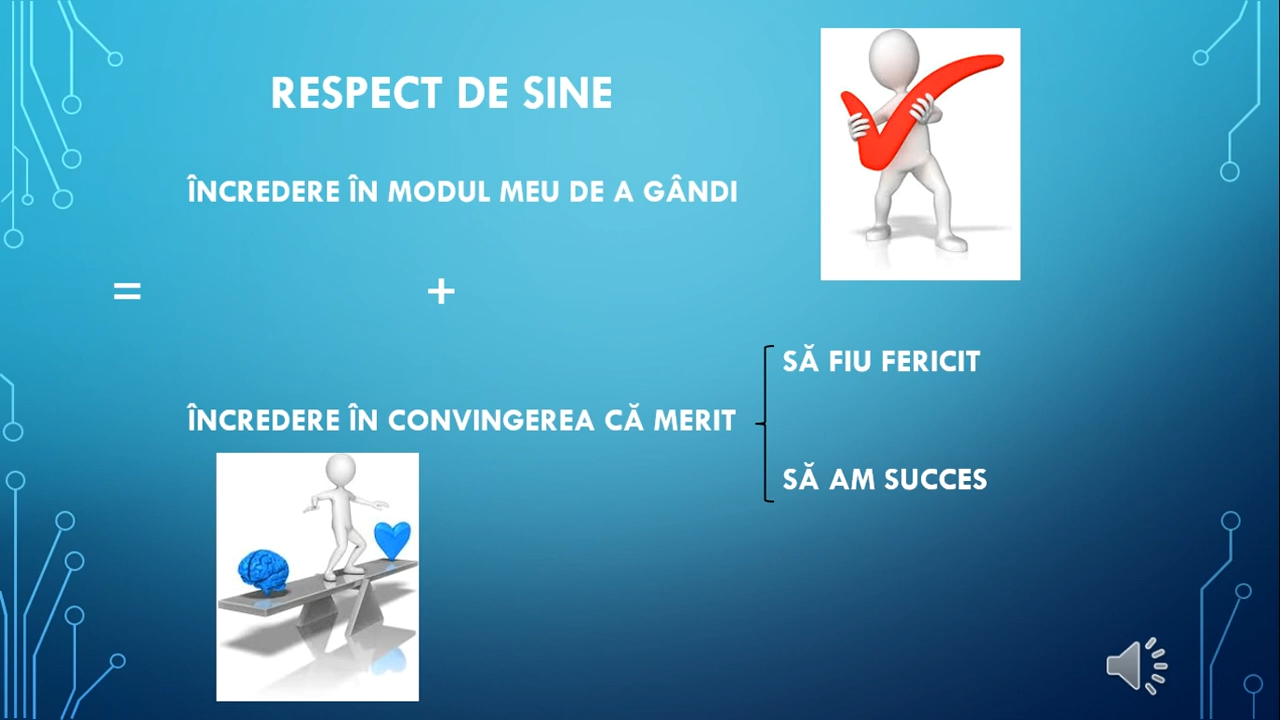 RESPECT DE SINE
ÎNCREDERE ÎN MODUL MEU DE A GÂNDI
= +
SĂ FIU FERICIT
ÎNCREDERE ÎN CONVINGEREA CĂ MERIT
SĂ AM SUCCES